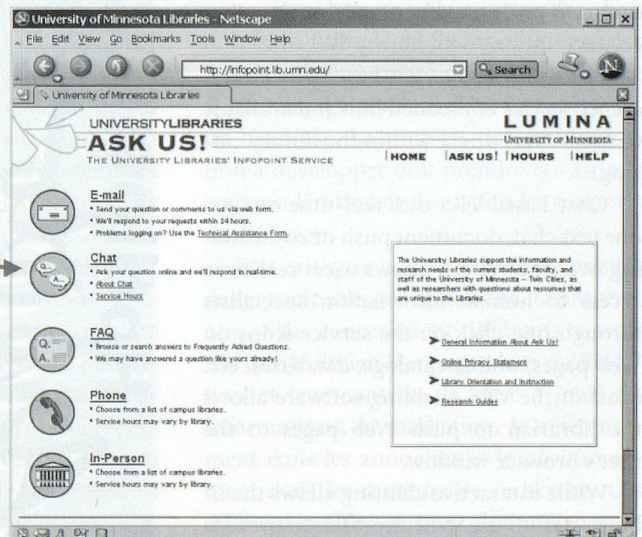 University of Minnesota Libraries - Netscape
File Edit View Go Bookmarks Tools Window Help
http://infopoint.lib.umn.edu/
Search
N
University of Minnesota Libraries
UNIVERSITYLIBRARIES
ASK US!
THE UNIVERSITY LIBRARIES' INFOPOINT SERVICE
LUMINA
UNIVERSITY OF MINNESOTA
HOME | ASK US! | HOURS | HELP
E-mail
• Send your question or comments to us via web form.
• We'll respond to your requests within 24 hours.
• Problems logging on? Use the Technical Assistance Form.
Chat
• Ask your question online and we'll respond in real-time.
• About Chat
• Service Hours
Q.
A.
FAQ
• Browse or search answers to Frequently Asked Questions.
• We may have answered a question like yours already!
Phone
• Choose from a list of campus libraries.
• Service hours may vary by library.
In-Person
• Choose from a list of campus libraries.
• Service hours may vary by library.
The University Libraries support the information and
research needs of the current students, faculty, and
staff of the University of Minnesota – Twin Cities, as
well as researchers with questions about resources that
are unique to the Libraries.
General Information About Ask Us!
Online Privacy Statement
Library Orientation and Instruction
Research Guides